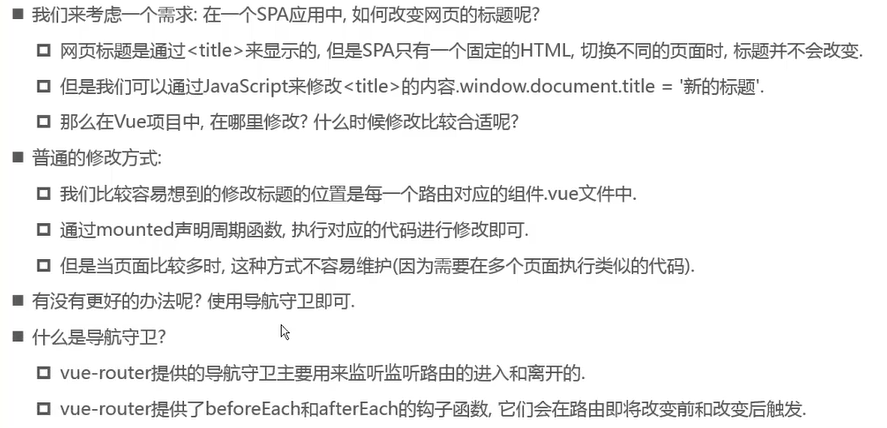 我们来考虑一个需求: 在一个SPA应用中, 如何改变网页的标题呢?
网页标题是通过<title>来显示的, 但是SPA只有一个固定的HTML, 切换不同的页面时, 标题并不会改变.
但是我们可以通过JavaScript来修改<title>的内容.window.document.title = '新的标题'.
那么在Vue项目中, 在哪里修改? 什么时候修改比较合适呢?
普通的修改方式:
我们比较容易想到的修改标题的位置是每一个路由对应的组件.vue文件中.
通过mounted声明周期函数, 执行对应的代码进行修改即可.
但是当页面比较多时, 这种方式不容易维护(因为需要在多个页面执行类似的代码).
有没有更好的办法呢? 使用导航守卫即可.
什么是导航守卫?
vue-router提供的导航守卫主要用来监听监听路由的进入和离开的.
vue-router提供了beforeEach和afterEach的钩子函数, 它们会在路由即将改变前和改变后触发.